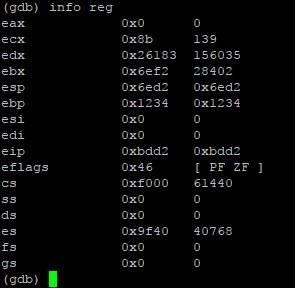 (gdb) info reg
eax 0x0 0
ecx 0x8b 139
edx 0x26183 156035
ebx 0x6ef2 28402
esp 0x6ed2 0x6ed2
ebp 0x1234 0x1234
esi 0x0 0
edi 0x0 0
eip 0xbdd2 0xbdd2
eflags 0x46 [ PF ZF ]
cs 0xf000 61440
ss 0x0 0
ds 0x0 0
es 0x9f40 40768
fs 0x0 0
gs 0x0 0
(gdb)